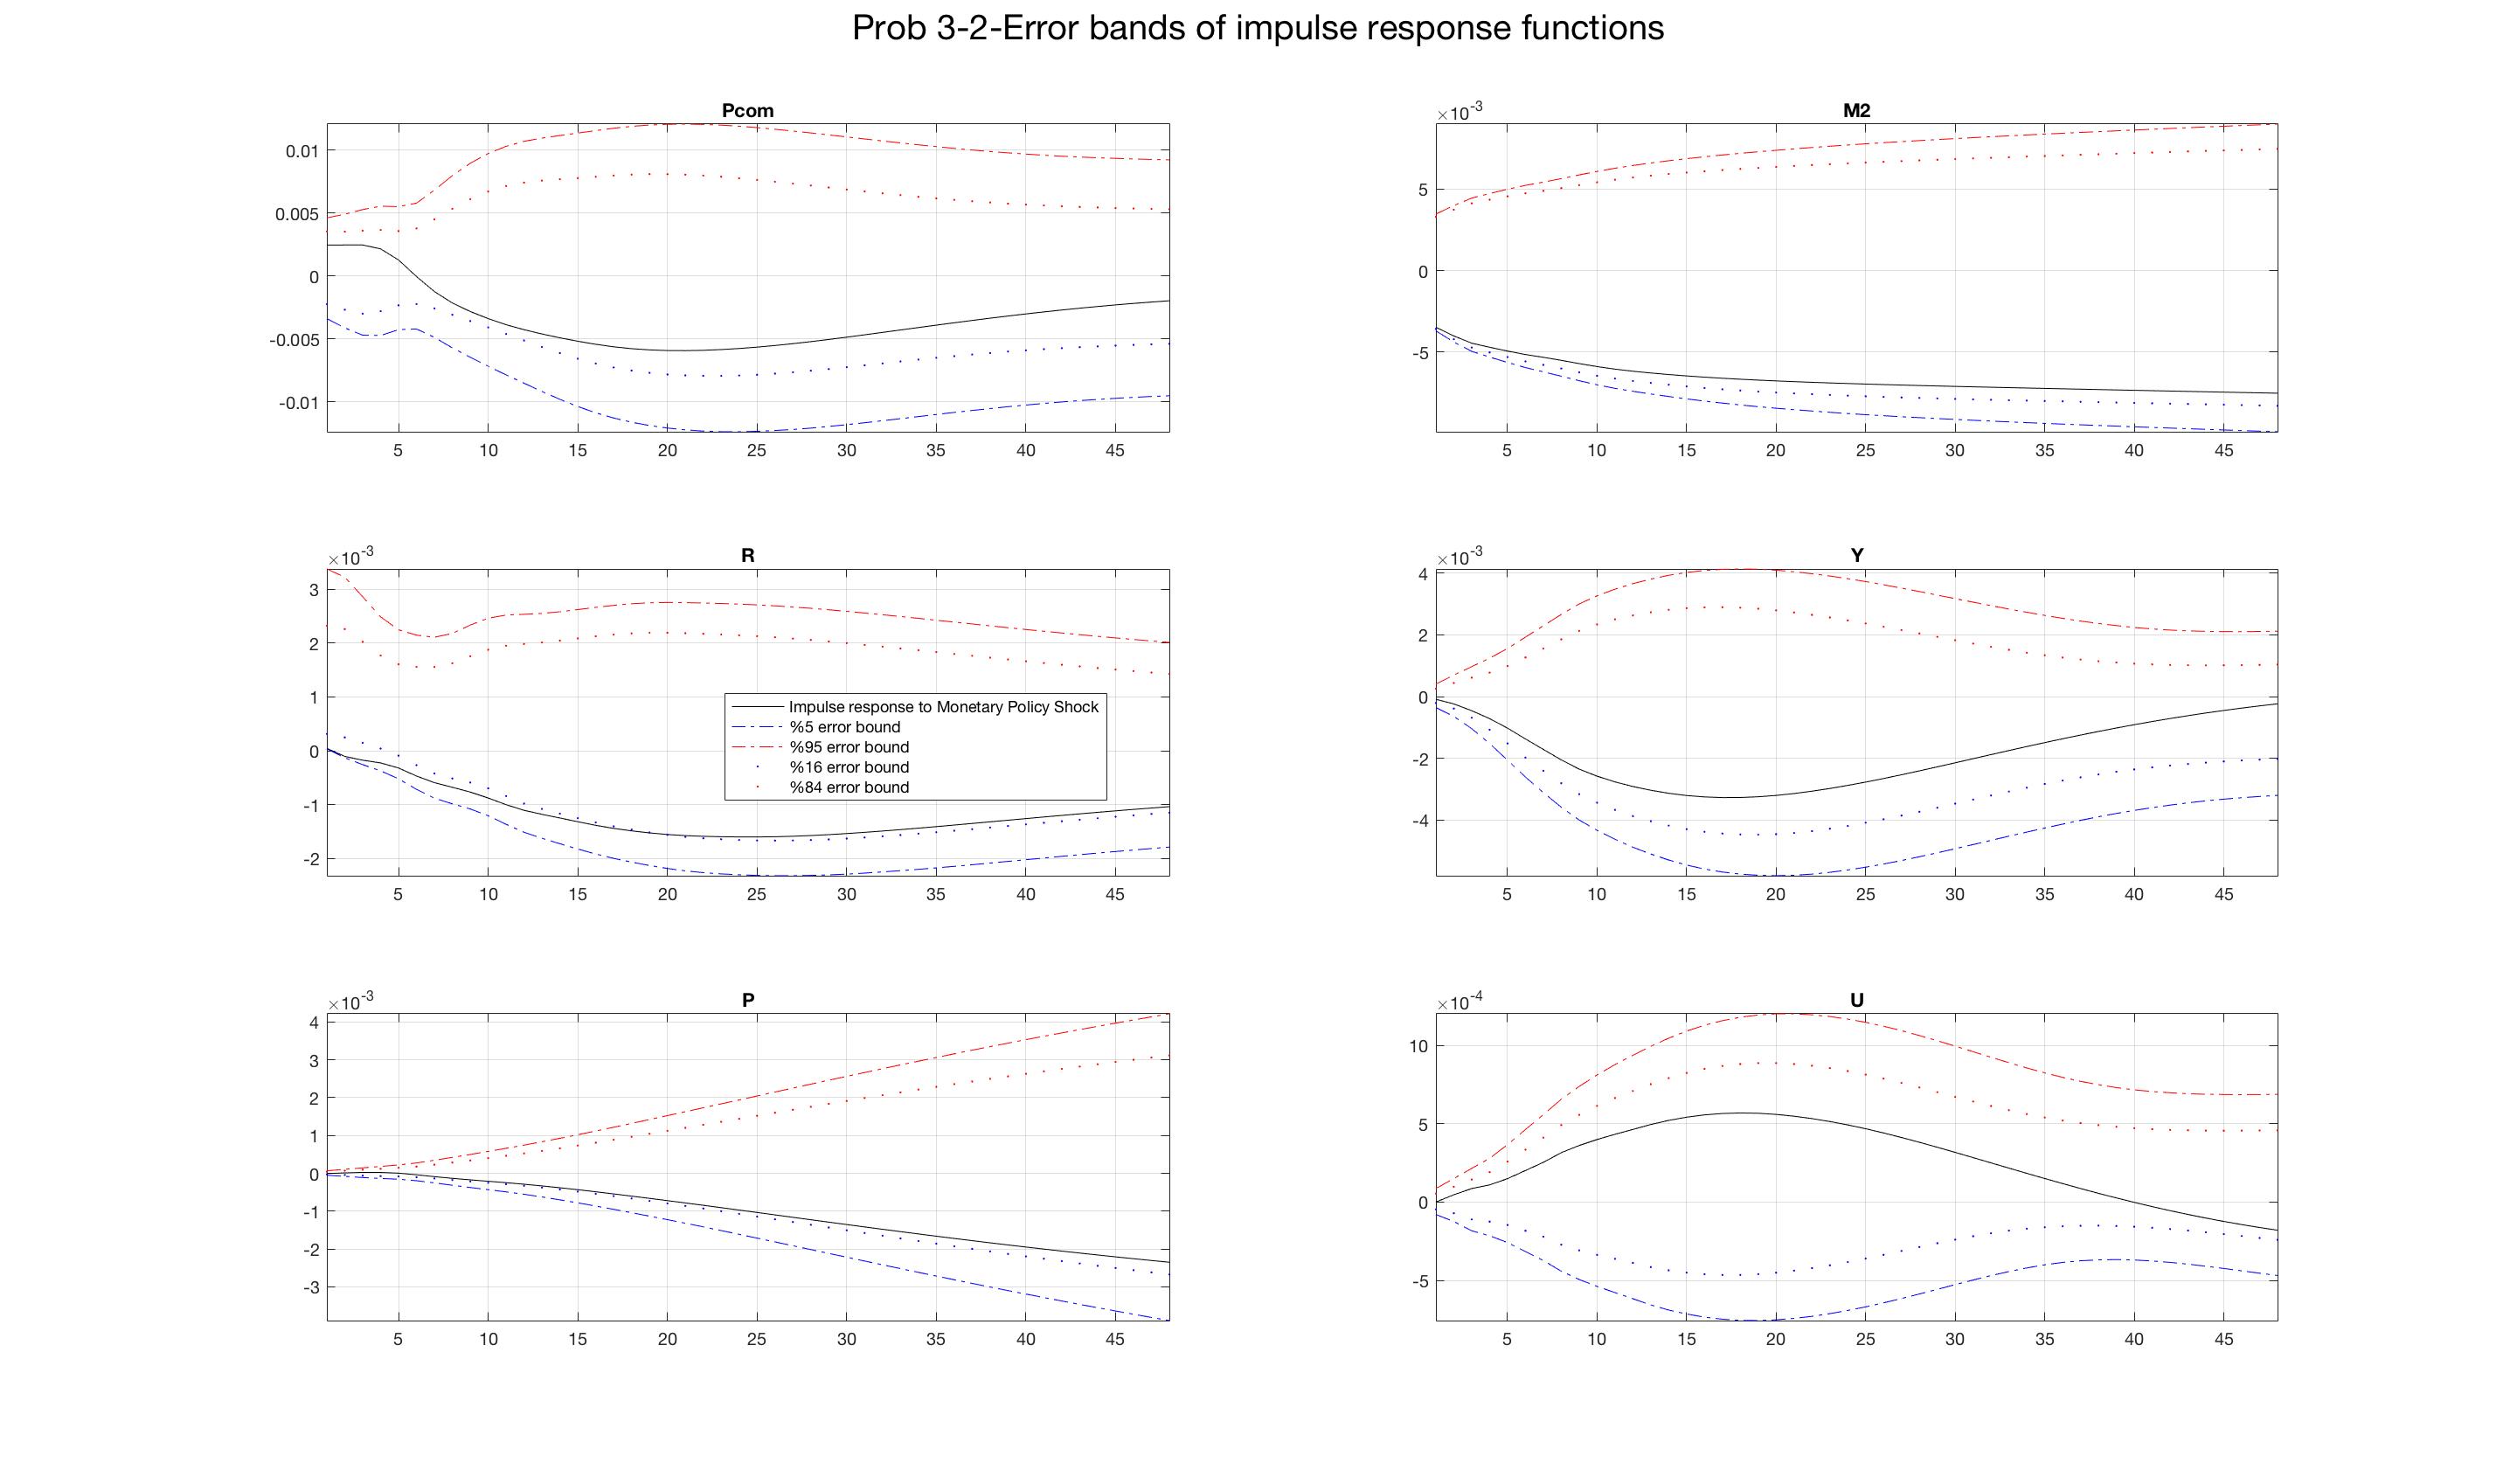 Prob 3-2-Error bands of impulse response functions
Pcom
0.01
0.005
0
-0.005
-0.01
5 10 15 20 25 30 35 40 45
M2
×10-3
5
0
-5
5 10 15 20 25 30 35 40 45
R
×10-3
3
2
1
0
-1
-2
5 10 15 20 25 30 35 40 45
Impulse response to Monetary Policy Shock
%5 error bound
%95 error bound
%16 error bound
%84 error bound
Y
×10-3
4
2
0
-2
-4
5 10 15 20 25 30 35 40 45
P
×10-3
4
3
2
1
0
-1
-2
-3
5 10 15 20 25 30 35 40 45
U
×10-4
10
5
0
-5
5 10 15 20 25 30 35 40 45